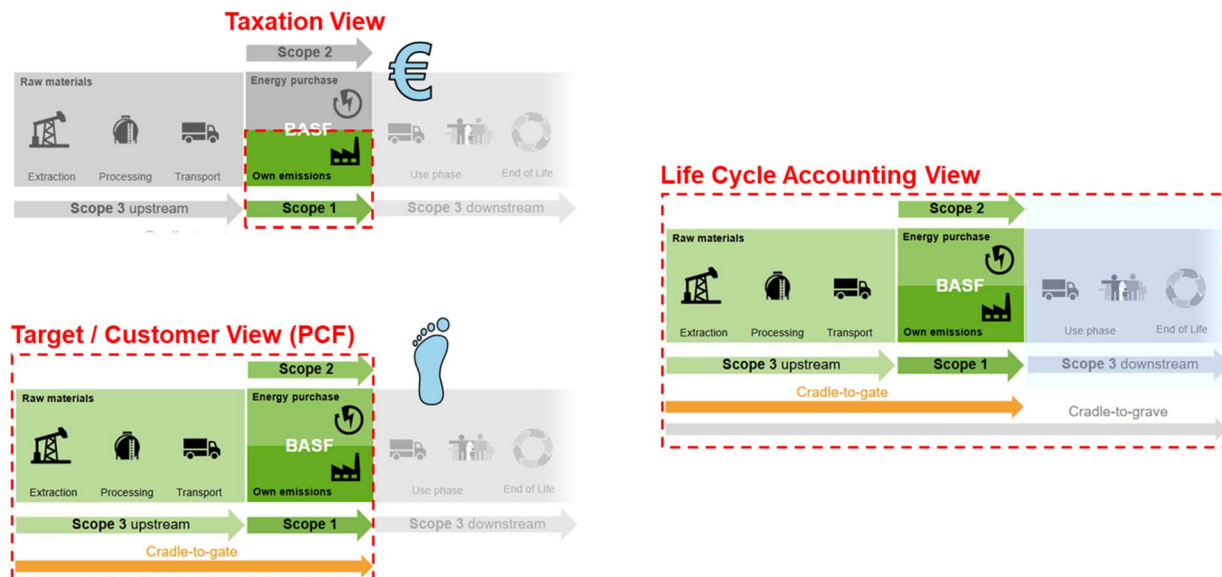 Taxation View
Scope 2
€
Raw materials
Energy purchase
BASF
Extraction
Processing
Transport
Own emissions
Use phase
End of Life
Scope 3 upstream
Scope 1
Scope 3 downstream
Target / Customer View (PCF)
Scope 2
Raw materials
Energy purchase
BASF
Extraction
Processing
Transport
Own emissions
Use phase
End of Life
Scope 3 upstream
Scope 1
Scope 3 downstream
Cradle-to-gate
Life Cycle Accounting View
Scope 2
Raw materials
Energy purchase
BASF
Extraction
Processing
Transport
Own emissions
Use phase
End of Life
Scope 3 upstream
Scope 1
Scope 3 downstream
Cradle-to-gate
Cradle-to-grave